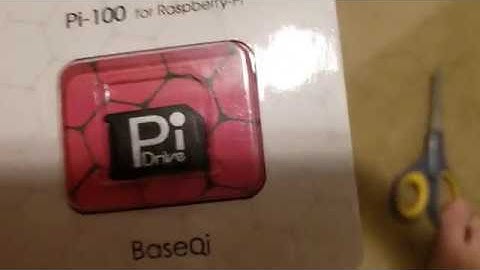 Pi-100 for Raspberry-Pi
Pi
Drive
BaseQi